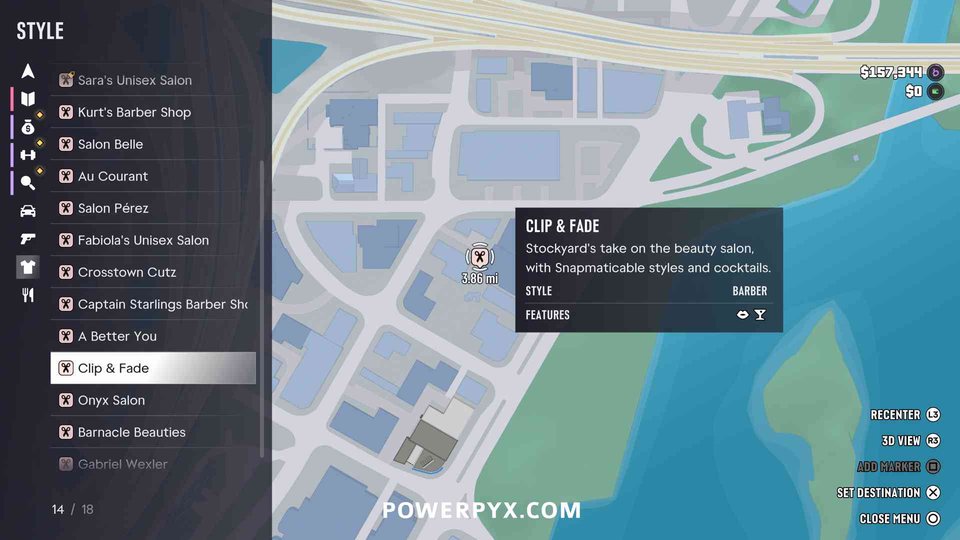 STYLE
Sara's Unisex Salon
Kurt's Barber Shop
Salon Belle
Au Courant
Salon Pérez
Fabiola's Unisex Salon
Crosstown Cutz
Captain Starlings Barber Sho
A Better You
Clip & Fade
Onyx Salon
Barnacle Beauties
Gabriel Wexler
14 / 18
$157,344
$0
3.86 mi
CLIP & FADE
Stockyard's take on the beauty salon,
with Snapmaticable styles and cocktails.
STYLE BARBER
FEATURES
RECENTER L3
3D VIEW R3
ADD MARKER
SET DESTINATION
CLOSE MENU
POWERPYX.COM